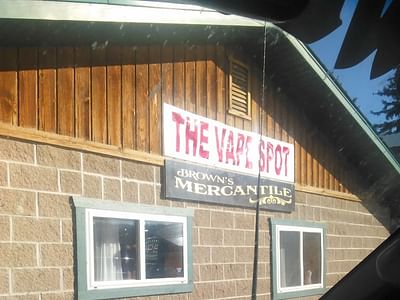 THE VAPE SPOT
BROWN'S
MERCANTILE